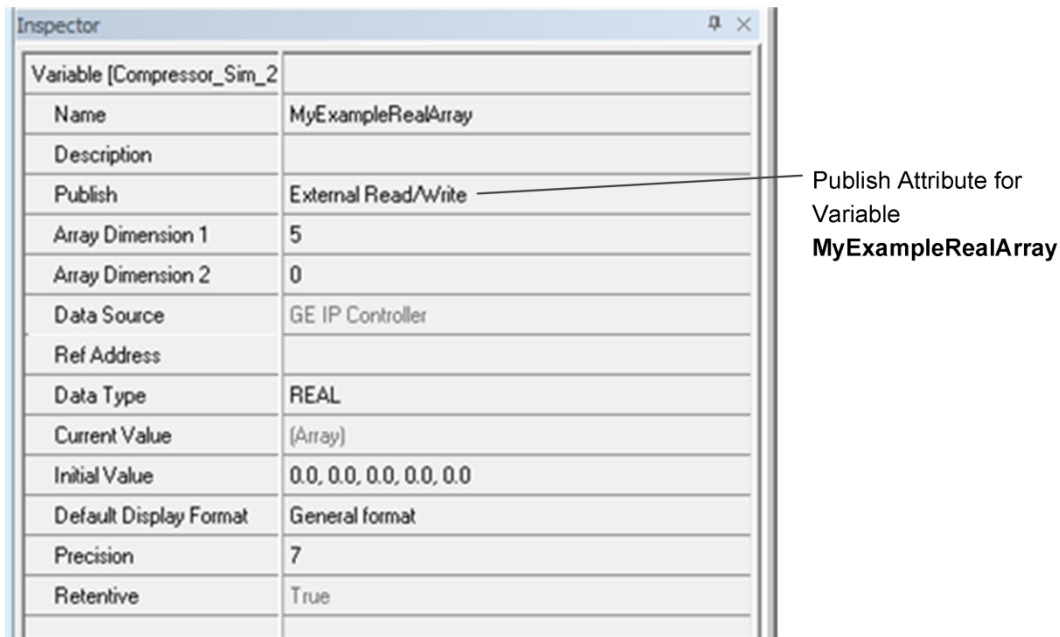 Inspector
Variable [Compressor_Sim_2
Name MyExampleRealArray
Description
Publish External Read/Write
Array Dimension 1 5
Array Dimension 2 0
Data Source GE IP Controller
Ref Address
Data Type REAL
Current Value (Array)
Initial Value 0.0, 0.0, 0.0, 0.0, 0.0
Default Display Format General format
Precision 7
Retentive True
Publish Attribute for
Variable
MyExampleRealArray